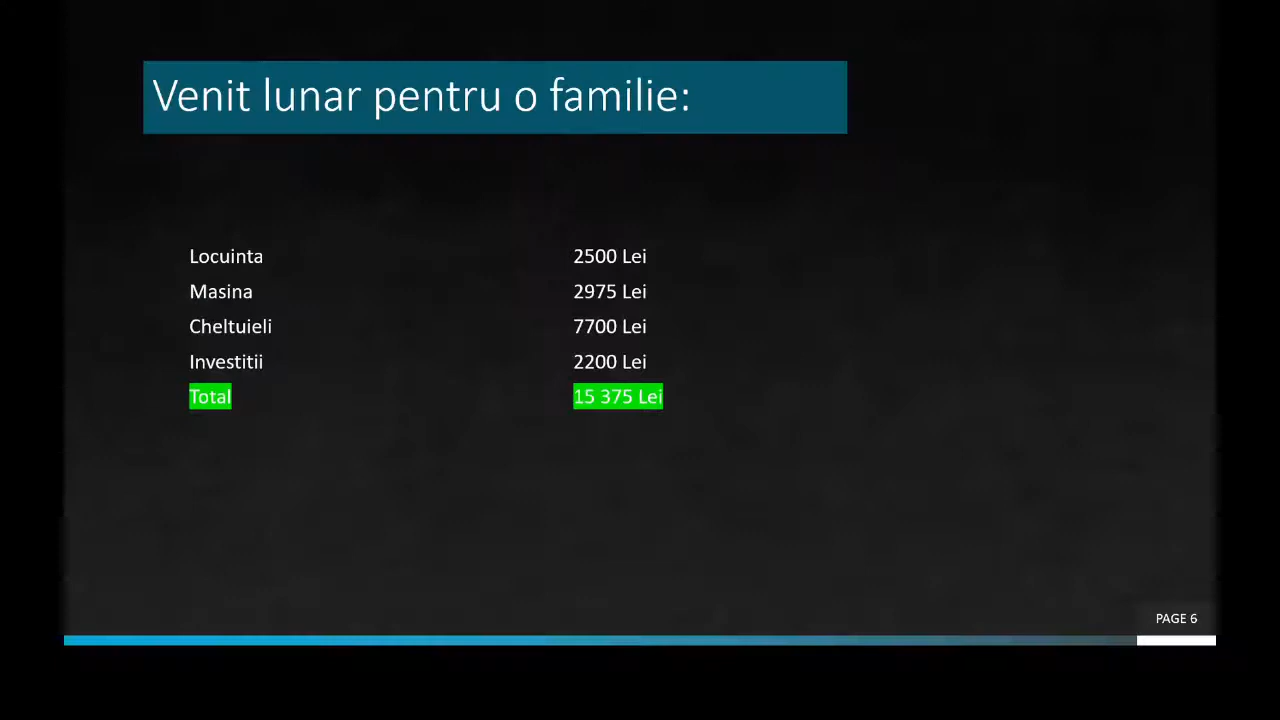 Venit lunar pentru o familie:
Locuinta 2500 Lei
Masina 2975 Lei
Cheltuieli 7700 Lei
Investitii 2200 Lei
Total 15 375 Lei
PAGE 6